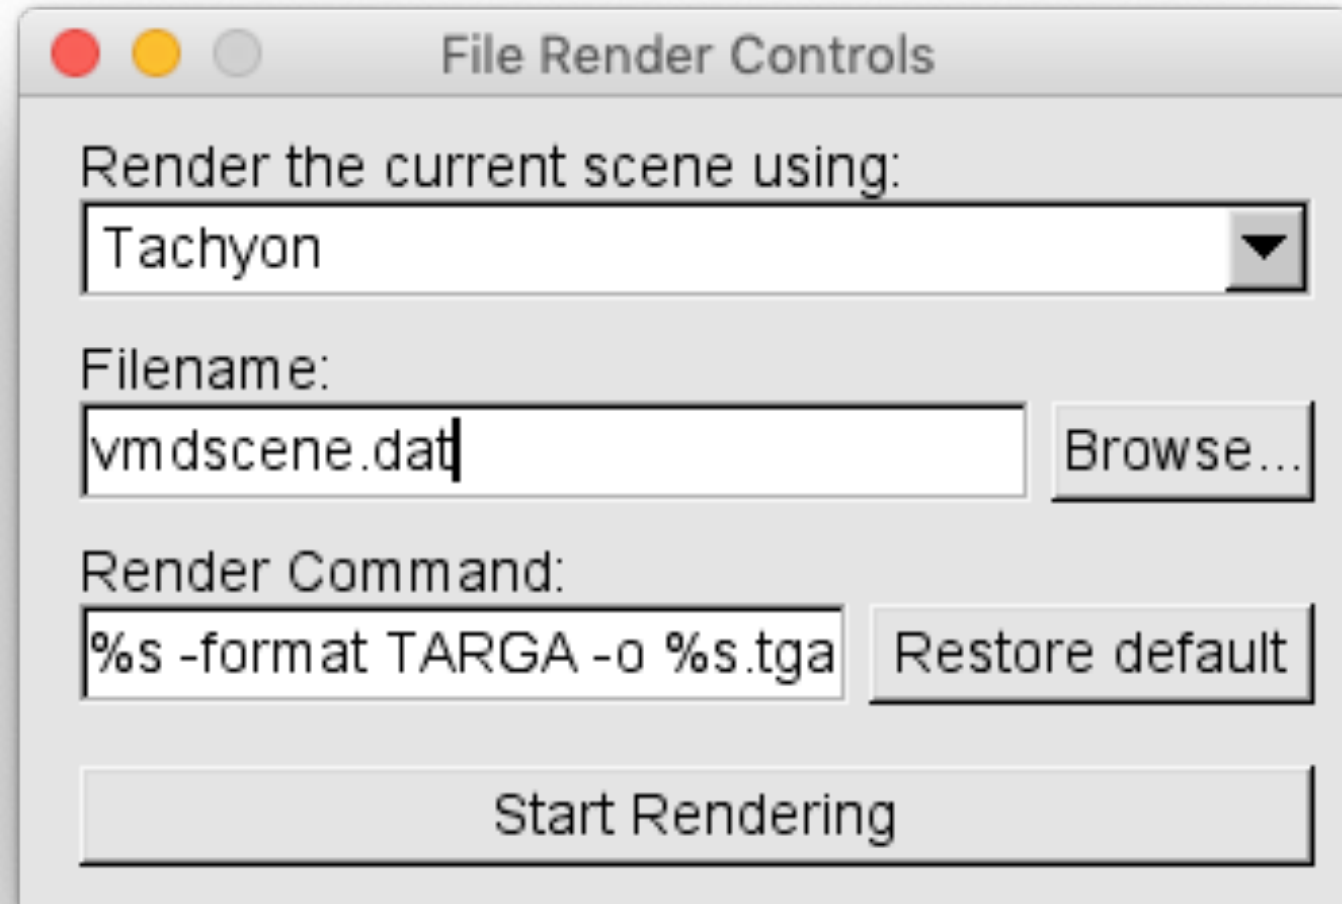 File Render Controls
Render the current scene using:
Tachyon
Filename:
vmdscene.dat
Browse...
Render Command:
%s -format TARGA -o %s.tga
Restore default
Start Rendering